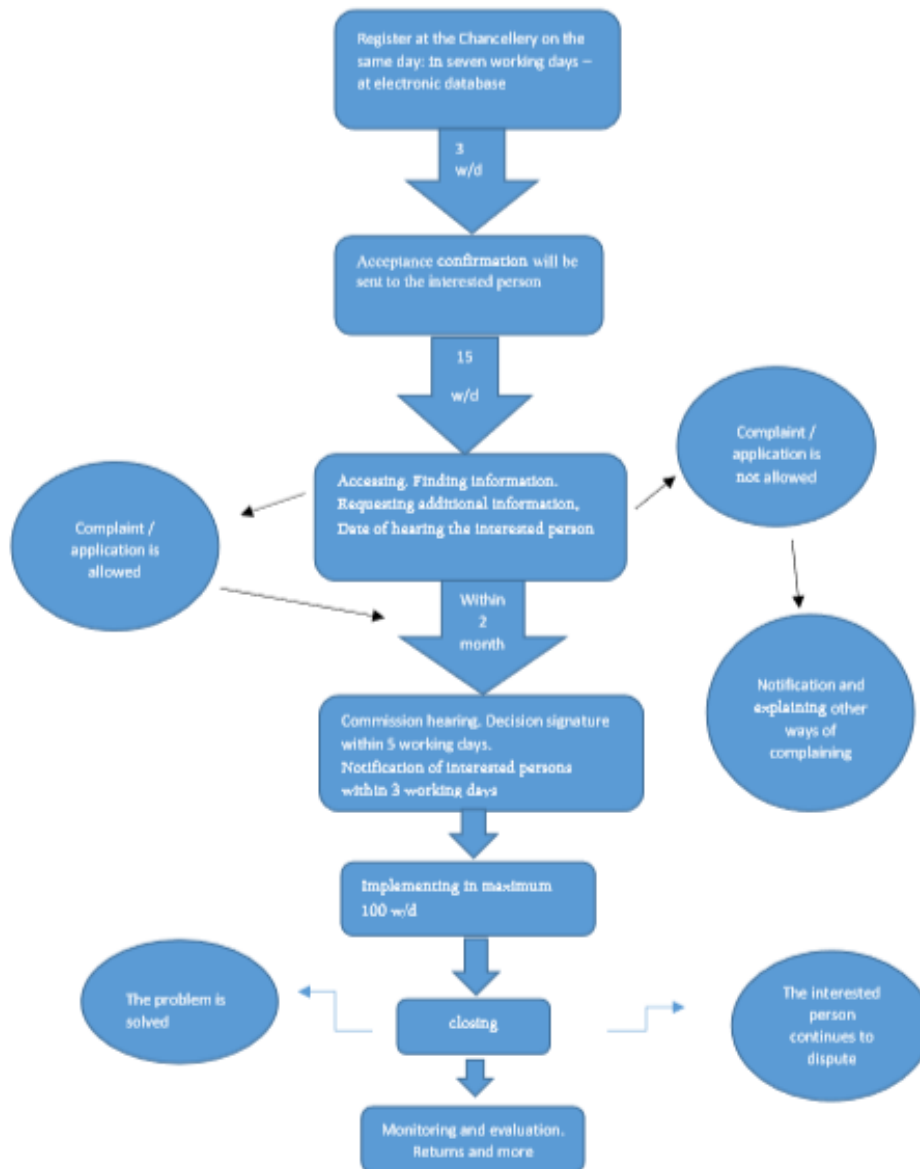 Register at the Chancellery on the
same day: in seven working days –
at electronic database
3
w/d
Acceptance confirmation will be
sent to the interested person
15
w/d
Complaint /
application is
not allowed
Accessing. Finding information.
Requesting additional information,
Date of hearing the interested person
Complaint /
application is
allowed
Within
2
month
Notification and
explaining other
ways of
complaining
Commission hearing. Decision signature
within 5 working days.
Notification of interested persons
within 3 working days
Implementing in maximum
100 w/d
The problem is
solved
closing
The interested
person
continues to
dispute
Monitoring and evaluation.
Returns and more